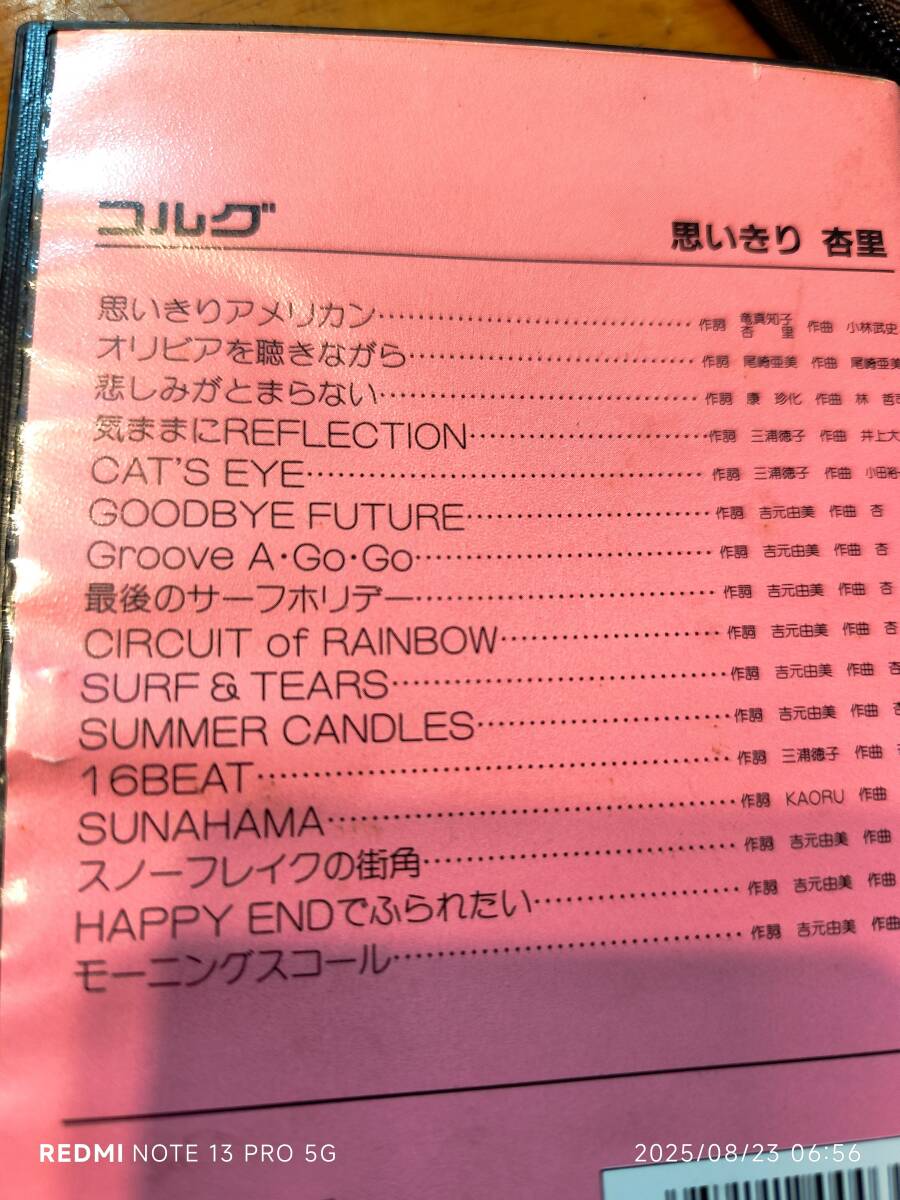 コルグ
思いきり 杏里
思いきりアメリカン 作詞 竜真知子 杏 里 作曲 小林武史
オリビアを聴きながら 作詞 尾崎亜美 作曲 尾崎亜美
悲しみがとまらない 作詞 康 珍化 作曲 林 哲
気ままにREFLECTION 作詞 三浦徳子 作曲 井上大
CAT'S EYE 作詞 三浦徳子 作曲 小田裕
GOODBYE FUTURE 作詞 吉元由美 作曲 杏
Groove A・Go・Go 作詞 吉元由美 作曲 杏
最後のサーフホリデー 作詞 吉元由美 作曲 杏
CIRCUIT of RAINBOW 作詞 吉元由美 作曲 杏
SURF & TEARS 作詞 吉元由美 作曲 杏
SUMMER CANDLES 作詞 吉元由美 作曲
16BEAT 作詞 三浦徳子 作曲
SUNAHAMA 作詞 KAORU 作曲
スノーフレイクの街角 作詞 吉元由美 作曲
HAPPY ENDでふられたい 作詞 吉元由美 作曲
モーニングスコール 作詞 吉元由美 作曲
REDMI NOTE 13 PRO 5G
2025/08/23 06:56